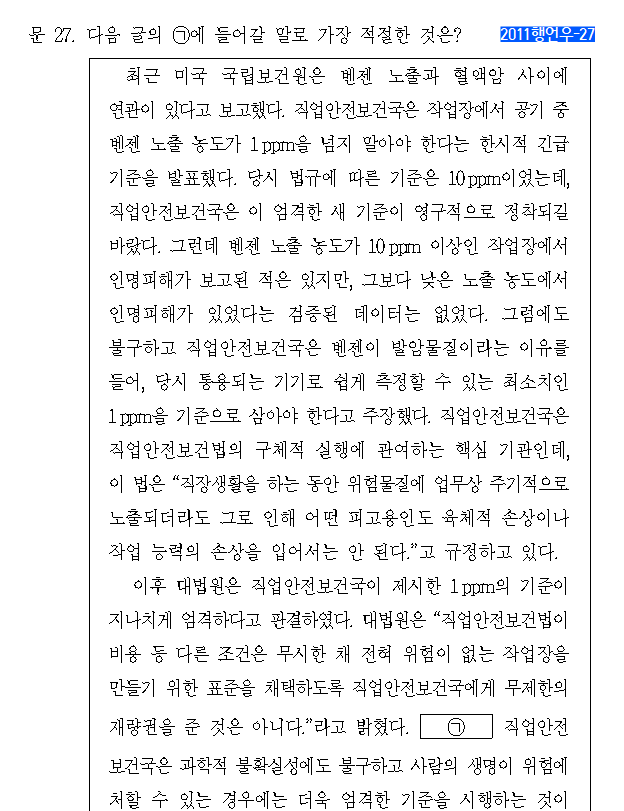 문 27. 다음 글의 ㉠에 들어갈 말로 가장 적절한 것은? 2011행언우-27
최근 미국 국립보건원은 벤젠 노출과 혈액암 사이에
연관이 있다고 보고했다. 직업안전보건국은 작업장에서 공기 중
벤젠 노출 농도가 1ppm을 넘지 말아야 한다는 한시적 긴급
기준을 발표했다. 당시 법규에 따른 기준은 10ppm이었는데,
직업안전보건국은 이 엄격한 새 기준이 영구적으로 정착되길
바랐다. 그런데 벤젠 노출 농도가 10ppm 이상인 작업장에서
인명피해가 보고된 적은 있지만, 그보다 낮은 노출 농도에서
인명피해가 있었다는 검증된 데이터는 없었다. 그럼에도
불구하고 직업안전보건국은 벤젠이 발암물질이라는 이유를
들어, 당시 통용되는 기기로 쉽게 측정할 수 있는 최소치인
1ppm을 기준으로 삼아야 한다고 주장했다. 직업안전보건국은
직업안전보건법의 구체적 실행에 관여하는 핵심 기관인데,
이 법은 “직장생활을 하는 동안 위험물질에 업무상 주기적으로
노출되더라도 그로 인해 어떤 피고용인도 육체적 손상이나
작업 능력의 손상을 입어서는 안 된다.”고 규정하고 있다.
이후 대법원은 직업안전보건국이 제시한 1ppm의 기준이
지나치게 엄격하다고 판결하였다. 대법원은 “직업안전보건법이
비용 등 다른 조건은 무시한 채 전혀 위험이 없는 작업장을
만들기 위한 표준을 채택하도록 직업안전보건국에게 무제한의
재량권을 준 것은 아니다.”라고 밝혔다. ㉠ 직업안전
보건국은 과학적 불확실성에도 불구하고 사람의 생명이 위험에
처할 수 있는 경우에는 더욱 엄격한 기준을 시행하는 것이